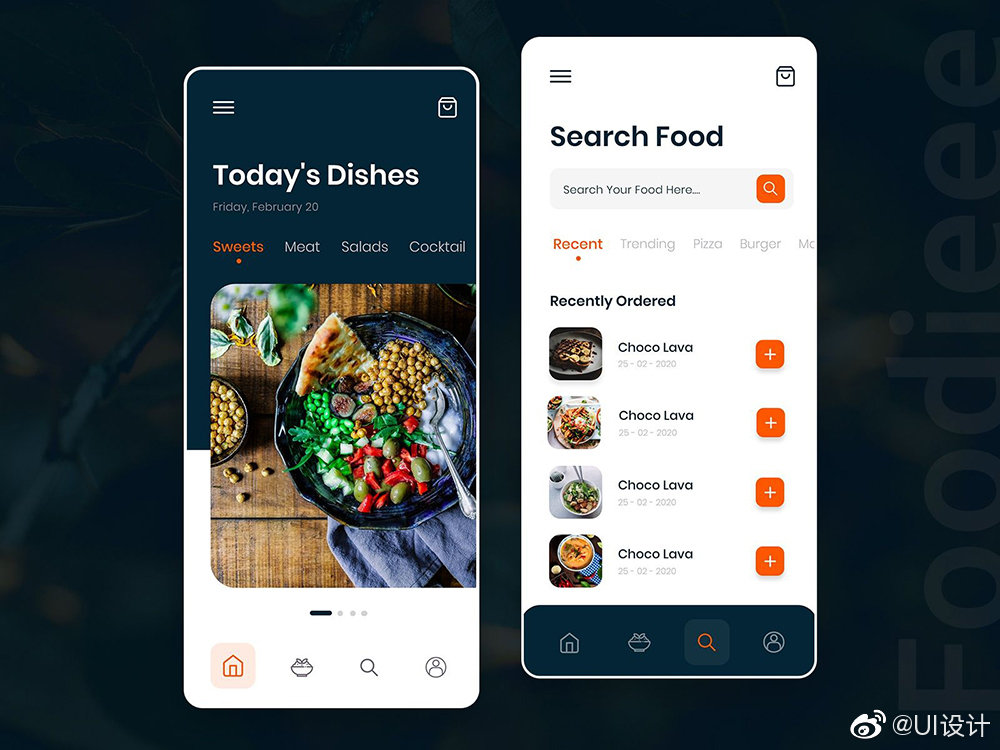 Today's Dishes
Friday, February 20
Sweets Meat Salads Cocktail
Search Food
Search Your Food Here....
Recent Trending Pizza Burger Mo
Recently Ordered
Choco Lava
25 - 02 - 2020
Choco Lava
25 - 02 - 2020
Choco Lava
25 - 02 - 2020
Choco Lava
25 - 02 - 2020
Foodieee
@UI设计